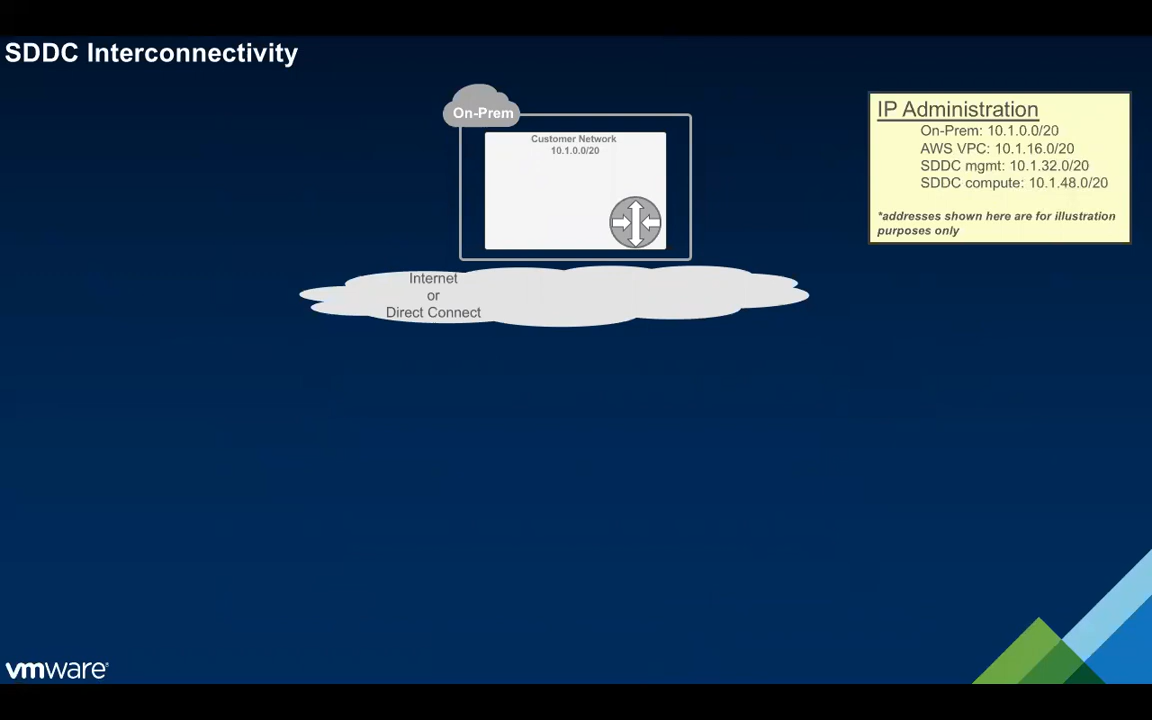 SDDC Interconnectivity
On-Prem
Customer Network
10.1.0.0/20
Internet
or
Direct Connect
IP Administration
On-Prem: 10.1.0.0/20
AWS VPC: 10.1.16.0/20
SDDC mgmt: 10.1.32.0/20
SDDC compute: 10.1.48.0/20
*addresses shown here are for illustration
purposes only
vmware®